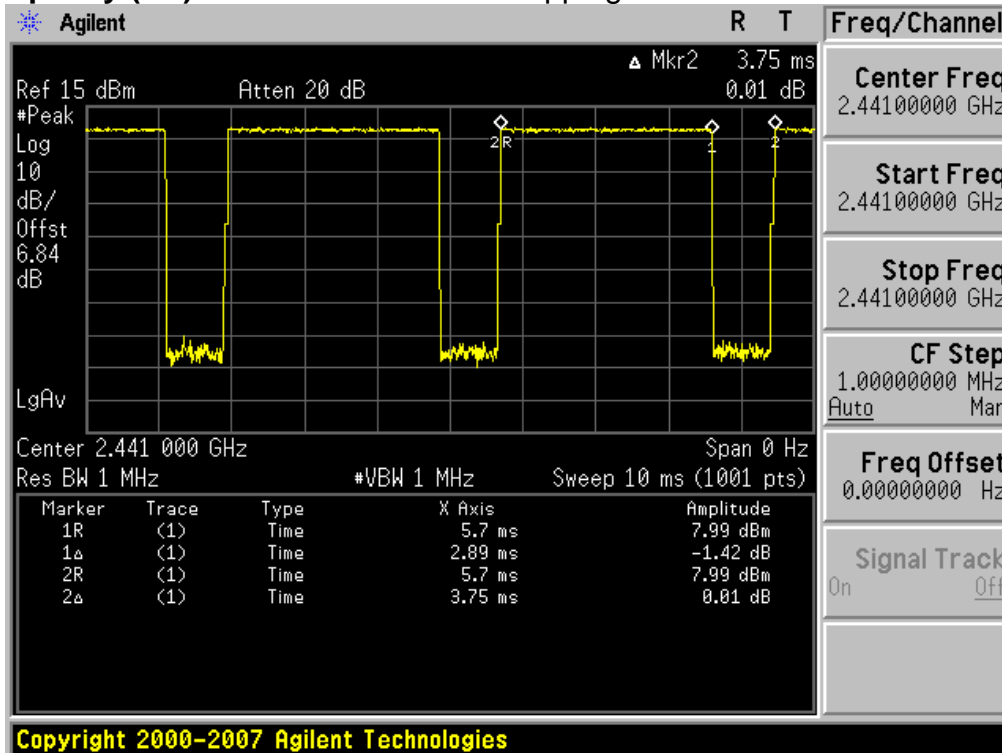 Agilent R T Freq/Channel
Δ Mkr2 3.75 ms
Ref 15 dBm Atten 20 dB 0.01 dB
#Peak
Log
10
dB/
Offst
6.84
dB
LgAv
2R 1 2
Center 2.441 000 GHz Span 0 Hz
Res BW 1 MHz #VBW 1 MHz Sweep 10 ms (1001 pts)
Marker Trace Type X Axis Amplitude
1R (1) Time 5.7 ms 7.99 dBm
1Δ (1) Time 2.89 ms -1.42 dB
2R (1) Time 5.7 ms 7.99 dBm
2Δ (1) Time 3.75 ms 0.01 dB
Center Freq
2.44100000 GHz
Start Freq
2.44100000 GHz
Stop Freq
2.44100000 GHz
CF Step
1.00000000 MHz
Auto Man
Freq Offset
0.00000000 Hz
Signal Track
On Off
Copyright 2000-2007 Agilent Technologies